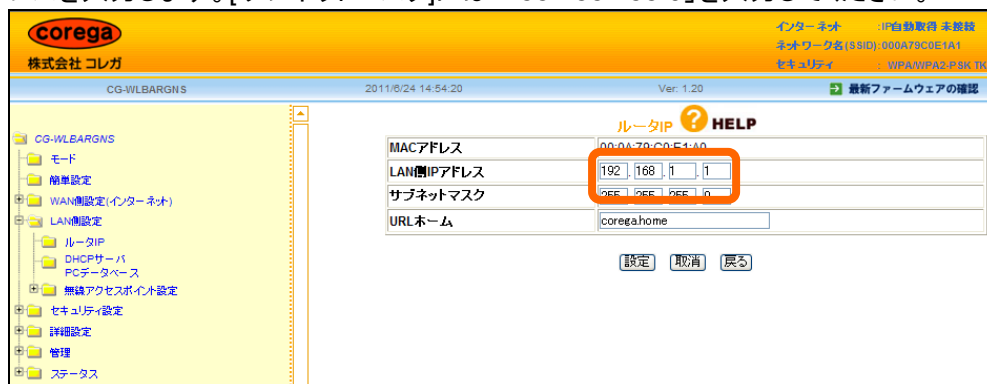 corega
株式会社 コレガ
インターネット :IP自動取得 未接続
ネットワーク名(SSID):000A79C0E1A1
セキュリティ : WPA/WPA2-PSK TK
CG-WLBARGNS 2011/6/24 14:54:20 Ver: 1.20 最新ファームウェアの確認
CG-WLBARGNS
モード
簡単設定
WAN側設定(インターネット)
LAN側設定
ルータIP
DHCPサーバ
PCデータベース
無線アクセスポイント設定
セキュリティ設定
詳細設定
管理
ステータス
ルータIP ? HELP
MACアドレス 00:0A:79:C0:E1:A0
LAN側IPアドレス 192 . 168 . 1 . 1
サブネットマスク 255 . 255 . 255 . 0
URLホーム corega.home
設定 取消 戻る